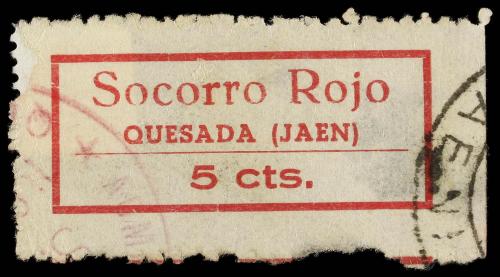 Socorro Rojo
QUESADA (JAEN)
5 cts.